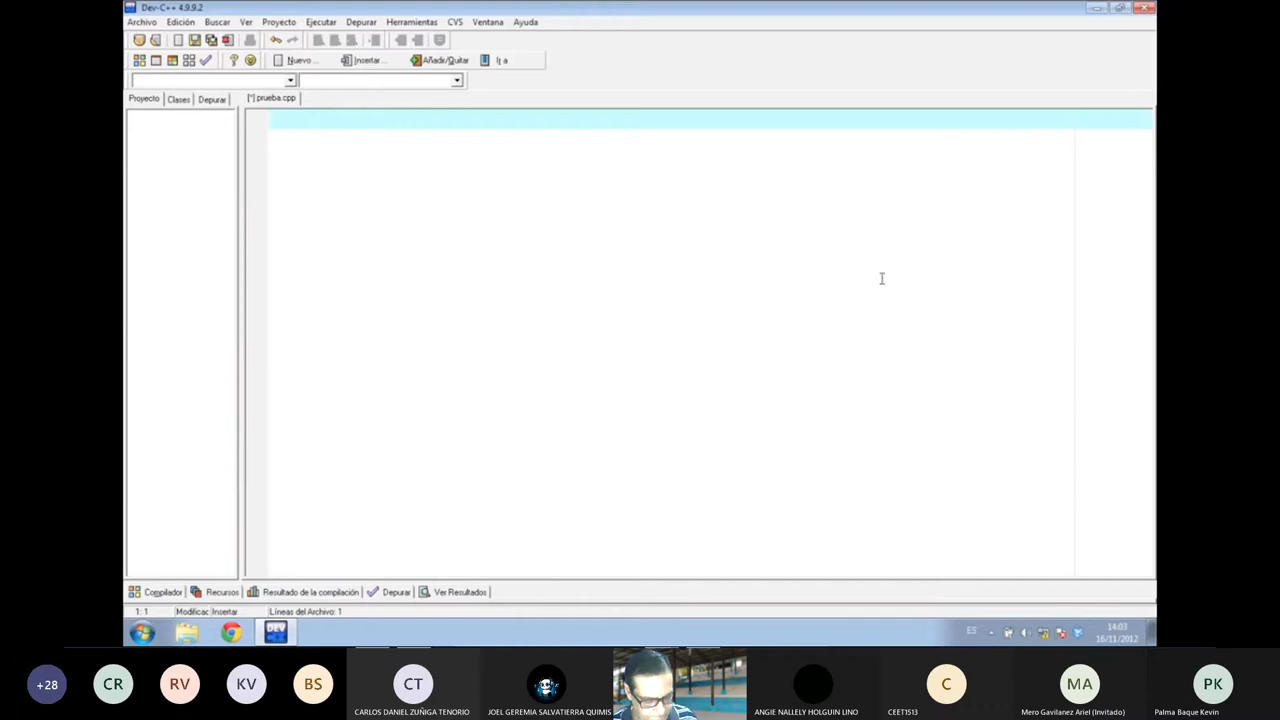 Dev-C++ 4.9.9.2
Archivo Edición Buscar Ver Proyecto Ejecutar Depurar Herramientas CVS Ventana Ayuda
Nuevo... Insertar... Añadir/Quitar Ir a
Proyecto Clases Depurar [*] prueba.cpp
Compilador Recursos Resultado de la compilación Depurar Ver Resultados
1: 1 Modificac Insertar Líneas del Archivo: 1
DEV
ES 14:03
16/11/2012
+28 CR RV KV BS CT C MA PK
CARLOS DANIEL ZUÑIGA TENORIO JOEL GEREMIA SALVATIERRA QUIMIS ANGIE NALLELY HOLGUIN LINO CEET1513 Mero Gavilanez Ariel (Invitado) Palma Baque Kevin